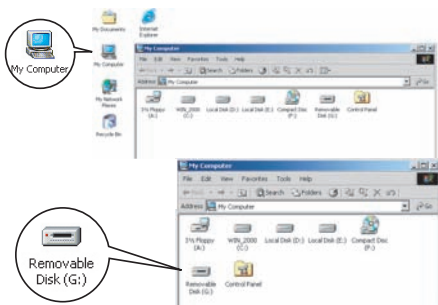 My Documents
Internet
Explorer
My Computer
My Computer
My Network
Places
Recycle Bin
My Computer
File Edit View Favorites Tools Help
Search Folders
Address My Computer Go
3½ Floppy (A:)
WIN_2000 (C:)
Local Disk (D:)
Local Disk (E:)
Compact Disc (F:)
Removable Disk (G:)
Control Panel
My Computer
File Edit View Favorites Tools Help
Search Folders
Address My Computer Go
3½ Floppy (A:)
WIN_2000 (C:)
Local Disk (D:)
Local Disk (E:)
Compact Disc (F:)
Removable Disk (G:)
Control Panel
Removable
Disk (G:)